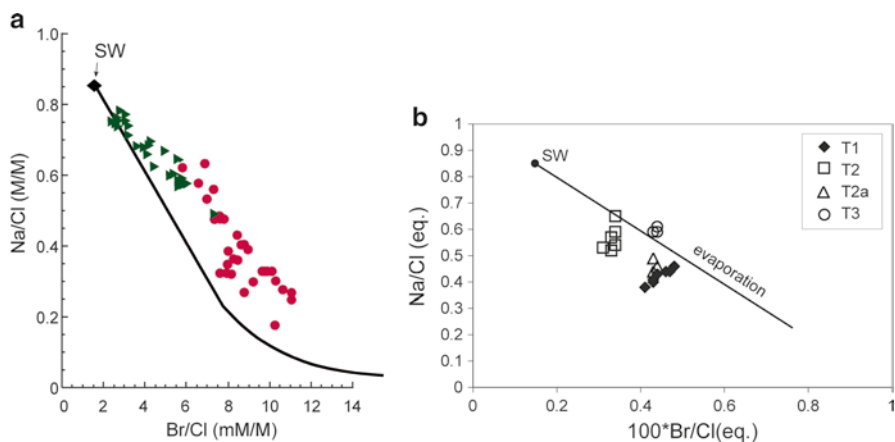 a
SW
Na/Cl (M/M)
1.0
0.8
0.6
0.4
0.2
0
0 2 4 6 8 10 12 14
Br/Cl (mM/M)
b
SW
evaporation
T1
T2
T2a
T3
Na/Cl (eq.)
1
0.9
0.8
0.7
0.6
0.5
0.4
0.3
0.2
0.1
0
0 0.2 0.4 0.6 0.8 1
100*Br/Cl(eq.)